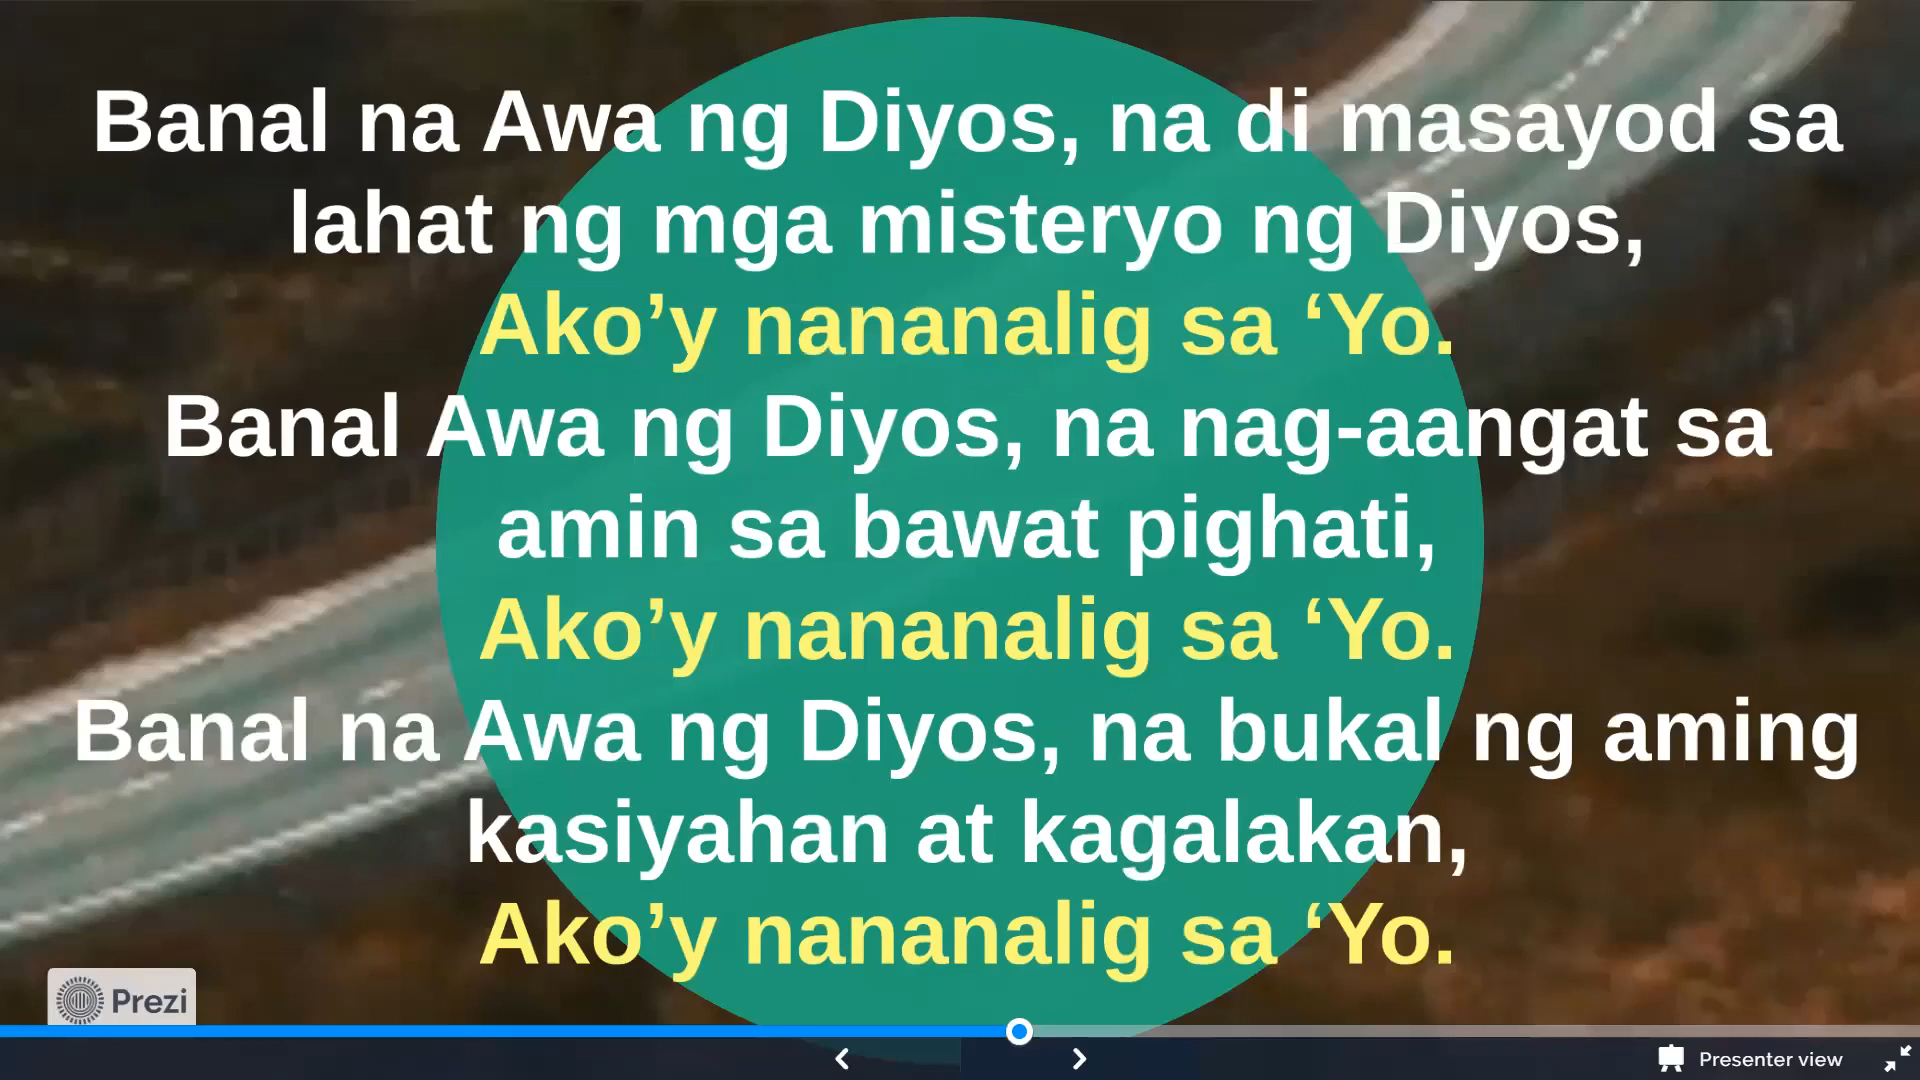 Banal na Awa ng Diyos, na di masayod sa
lahat ng mga misteryo ng Diyos,
Ako’y nananalig sa ‘Yo.
Banal Awa ng Diyos, na nag-aangat sa
amin sa bawat pighati,
Ako’y nananalig sa ‘Yo.
Banal na Awa ng Diyos, na bukal ng aming
kasiyahan at kagalakan,
Ako’y nananalig sa ‘Yo.
Prezi
Presenter view